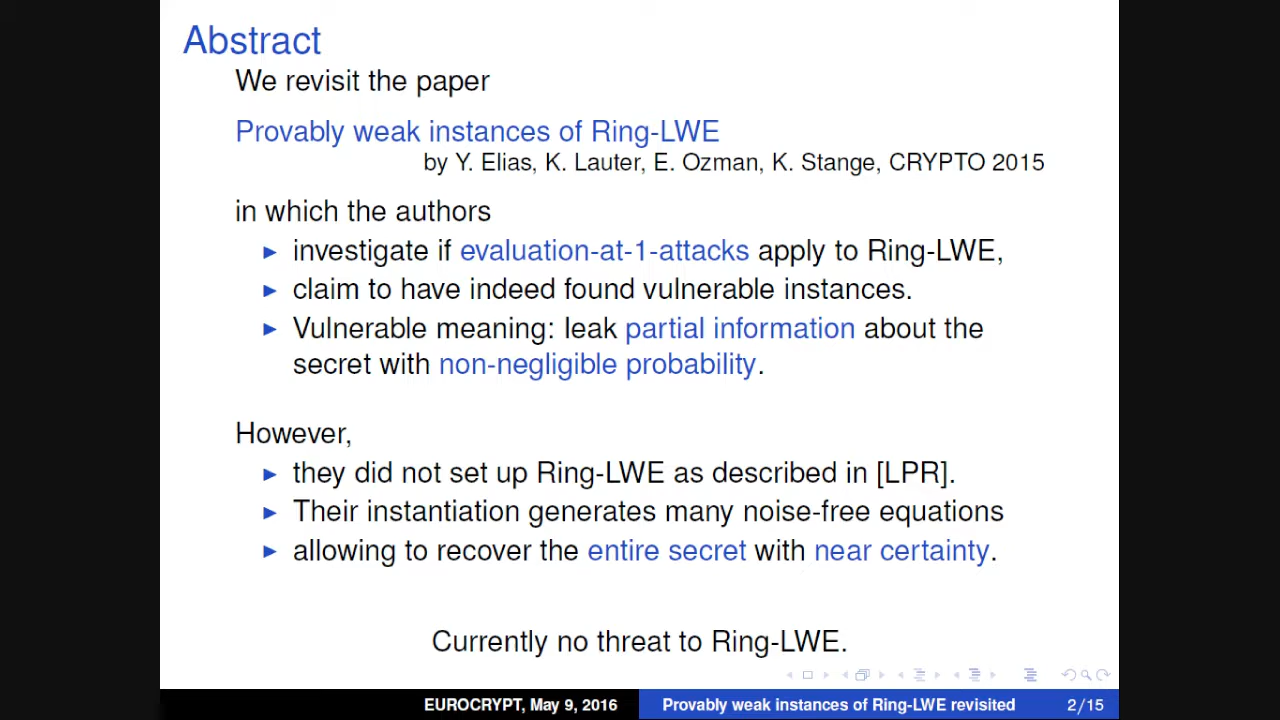 Abstract
We revisit the paper
Provably weak instances of Ring-LWE
by Y. Elias, K. Lauter, E. Ozman, K. Stange, CRYPTO 2015
in which the authors
investigate if evaluation-at-1-attacks apply to Ring-LWE,
claim to have indeed found vulnerable instances.
Vulnerable meaning: leak partial information about the
secret with non-negligible probability.
However,
they did not set up Ring-LWE as described in [LPR].
Their instantiation generates many noise-free equations
allowing to recover the entire secret with near certainty.
Currently no threat to Ring-LWE.
EUROCRYPT, May 9, 2016 Provably weak instances of Ring-LWE revisited 2/15